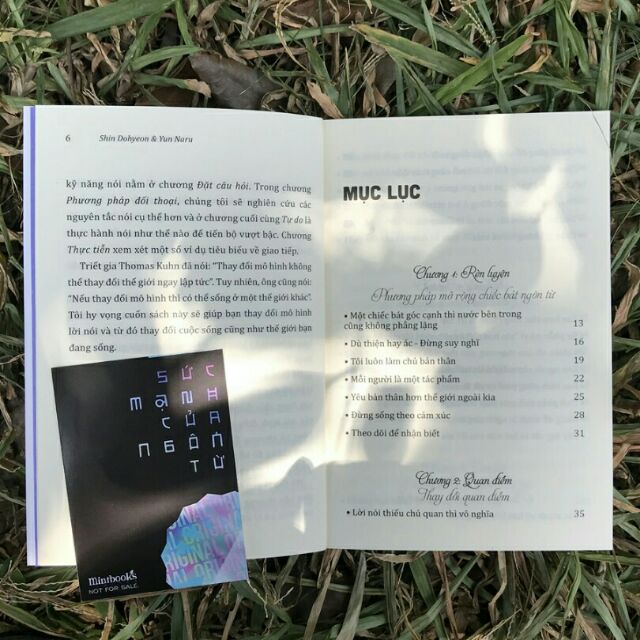 6 Shin Dohyeon & Yun Naru
kỹ năng nói nằm ở chương Đặt câu hỏi. Trong chương
Phương pháp đối thoại, chúng tôi sẽ nghiên cứu các
nguyên tắc nói cụ thể hơn và ở chương cuối cùng Tự do là
thực hành nói như thế nào để tiến bộ vượt bậc. Chương
Thực tiễn xem xét một số ví dụ tiêu biểu về giao tiếp.
Triết gia Thomas Kuhn đã nói: “Thay đổi mô hình không
thể thay đổi thế giới ngay lập tức”. Tuy nhiên, ông cũng nói:
“Nếu thay đổi mô hình thì có thể sống ở một thế giới khác”.
Tôi hy vọng cuốn sách này sẽ giúp bạn thay đổi mô hình
lời nói và từ đó thay đổi cuộc sống cũng như thế giới bạn
đang sống.
SỨC
MẠNH
CỦA
NGÔN
TỪ
Minhbooks
NOT FOR SALE
MỤC LỤC
Chương 1: Rèn luyện
Phương pháp mở rộng chiếc bát ngôn từ
• Một chiếc bát góc cạnh thì nước bên trong
cũng không phẳng lặng 13
• Dù thiện hay ác - Đừng suy nghĩ 16
• Tôi luôn làm chủ bản thân 19
• Mỗi người là một tác phẩm 22
• Yêu bản thân hơn thế giới ngoài kia 25
• Đừng sống theo cảm xúc 28
• Theo dõi để nhận biết 31
Chương 2: Quan điểm
Thay đổi quan điểm
• Lời nói thiếu chủ quan thì vô nghĩa 35